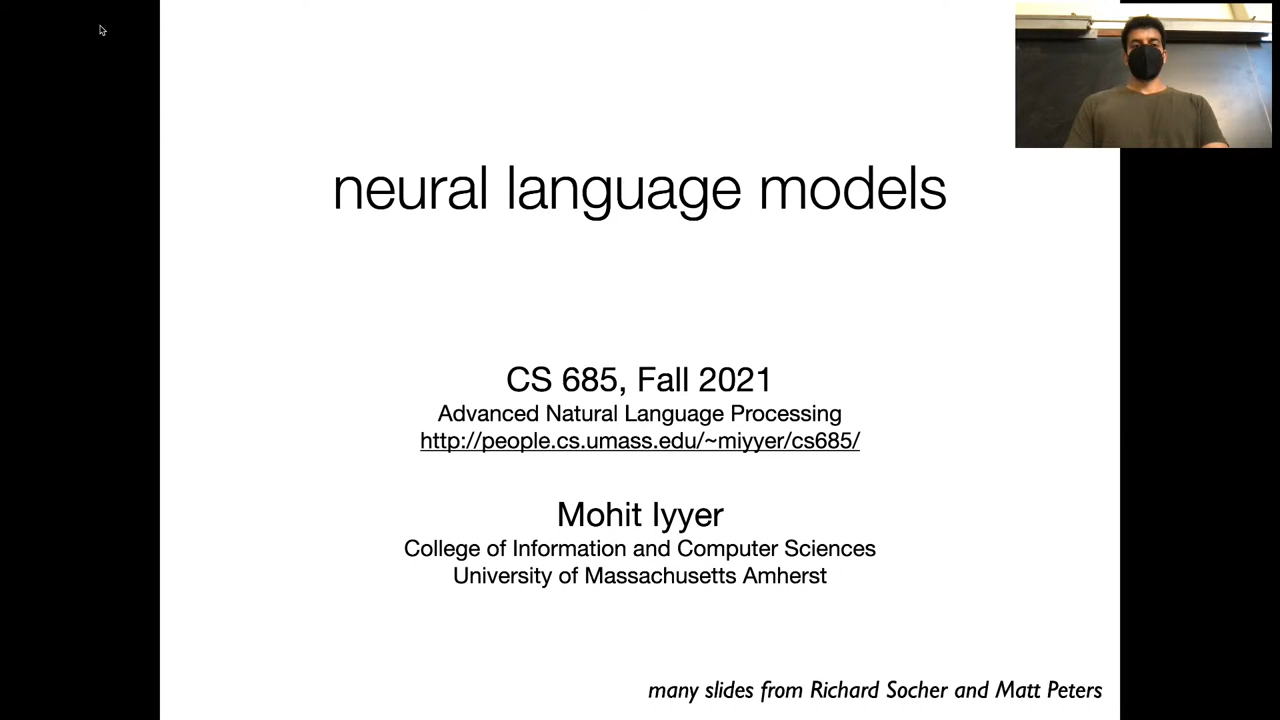 neural language models
CS 685, Fall 2021
Advanced Natural Language Processing
http://people.cs.umass.edu/~miyyer/cs685/
Mohit Iyyer
College of Information and Computer Sciences
University of Massachusetts Amherst
many slides from Richard Socher and Matt Peters